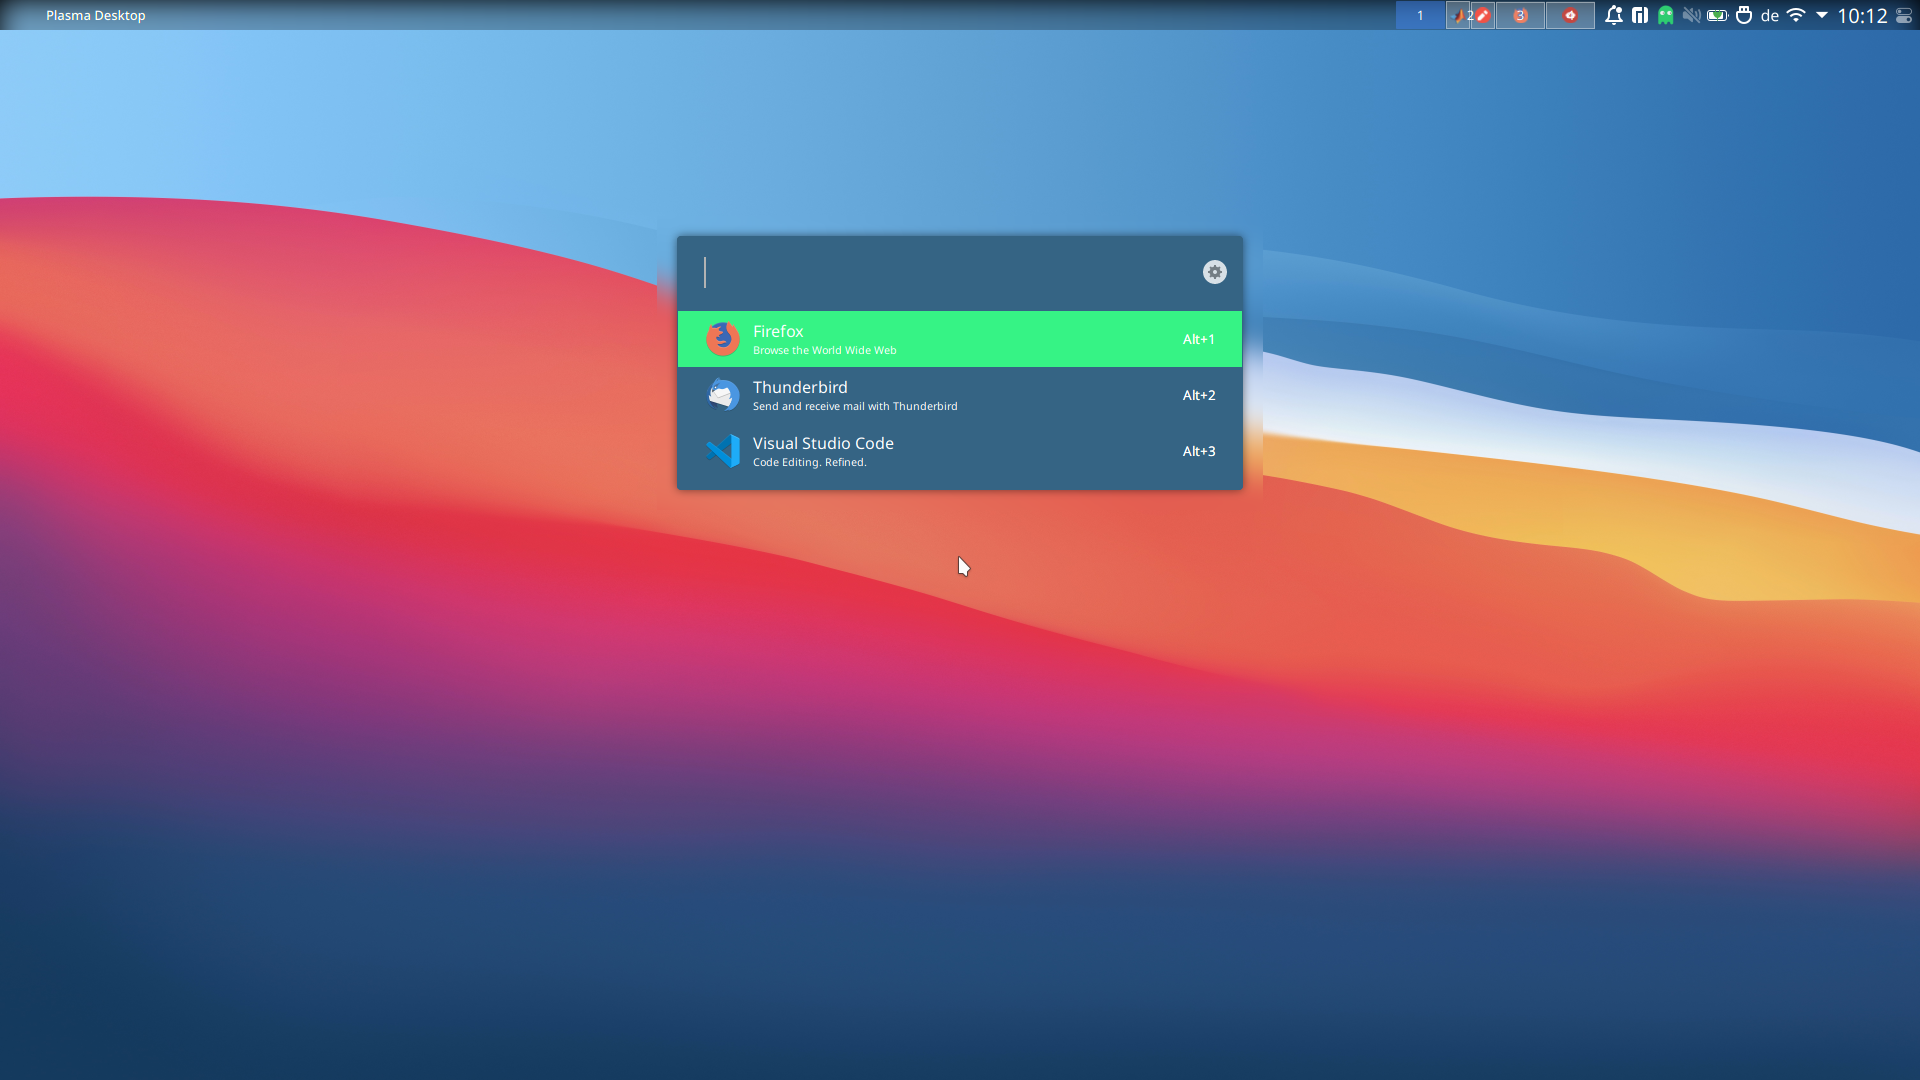 Plasma Desktop
1
2
3
de
10:12
Firefox
Browse the World Wide Web
Alt+1
Thunderbird
Send and receive mail with Thunderbird
Alt+2
Visual Studio Code
Code Editing. Refined.
Alt+3